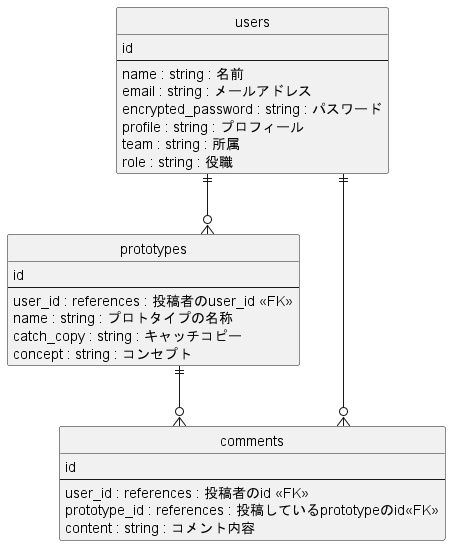 users
id
name : string : 名前
email : string : メールアドレス
encrypted_password : string : パスワード
profile : string : プロフィール
team : string : 所属
role : string : 役職
prototypes
id
user_id : references : 投稿者のuser_id «FK»
name : string : プロトタイプの名称
catch_copy : string : キャッチコピー
concept : string : コンセプト
comments
id
user_id : references : 投稿者のid «FK»
prototype_id : references : 投稿しているprototypeのid«FK»
content : string : コメント内容